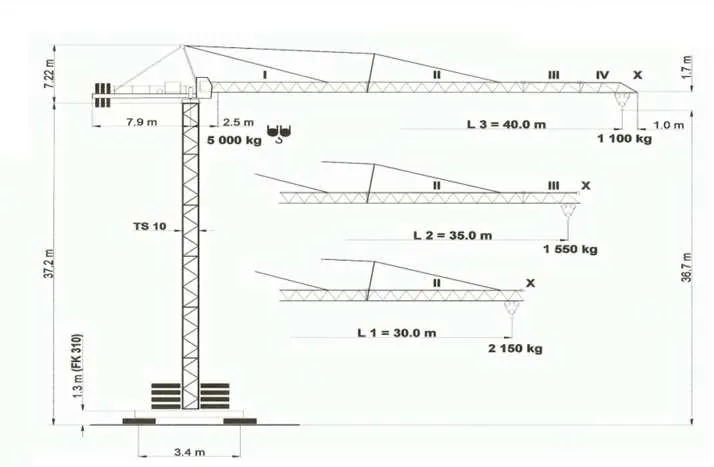 7.22 m
I
II
III
IV
X
1.7 m
7.9 m
2.5 m
5 000 kg
L 3 = 40.0 m
1 100 kg
1.0 m
II
III
X
TS 10
L 2 = 35.0 m
1 550 kg
37.2 m
36.7 m
II
X
L 1 = 30.0 m
2 150 kg
1.3 m (FK 310)
3.4 m